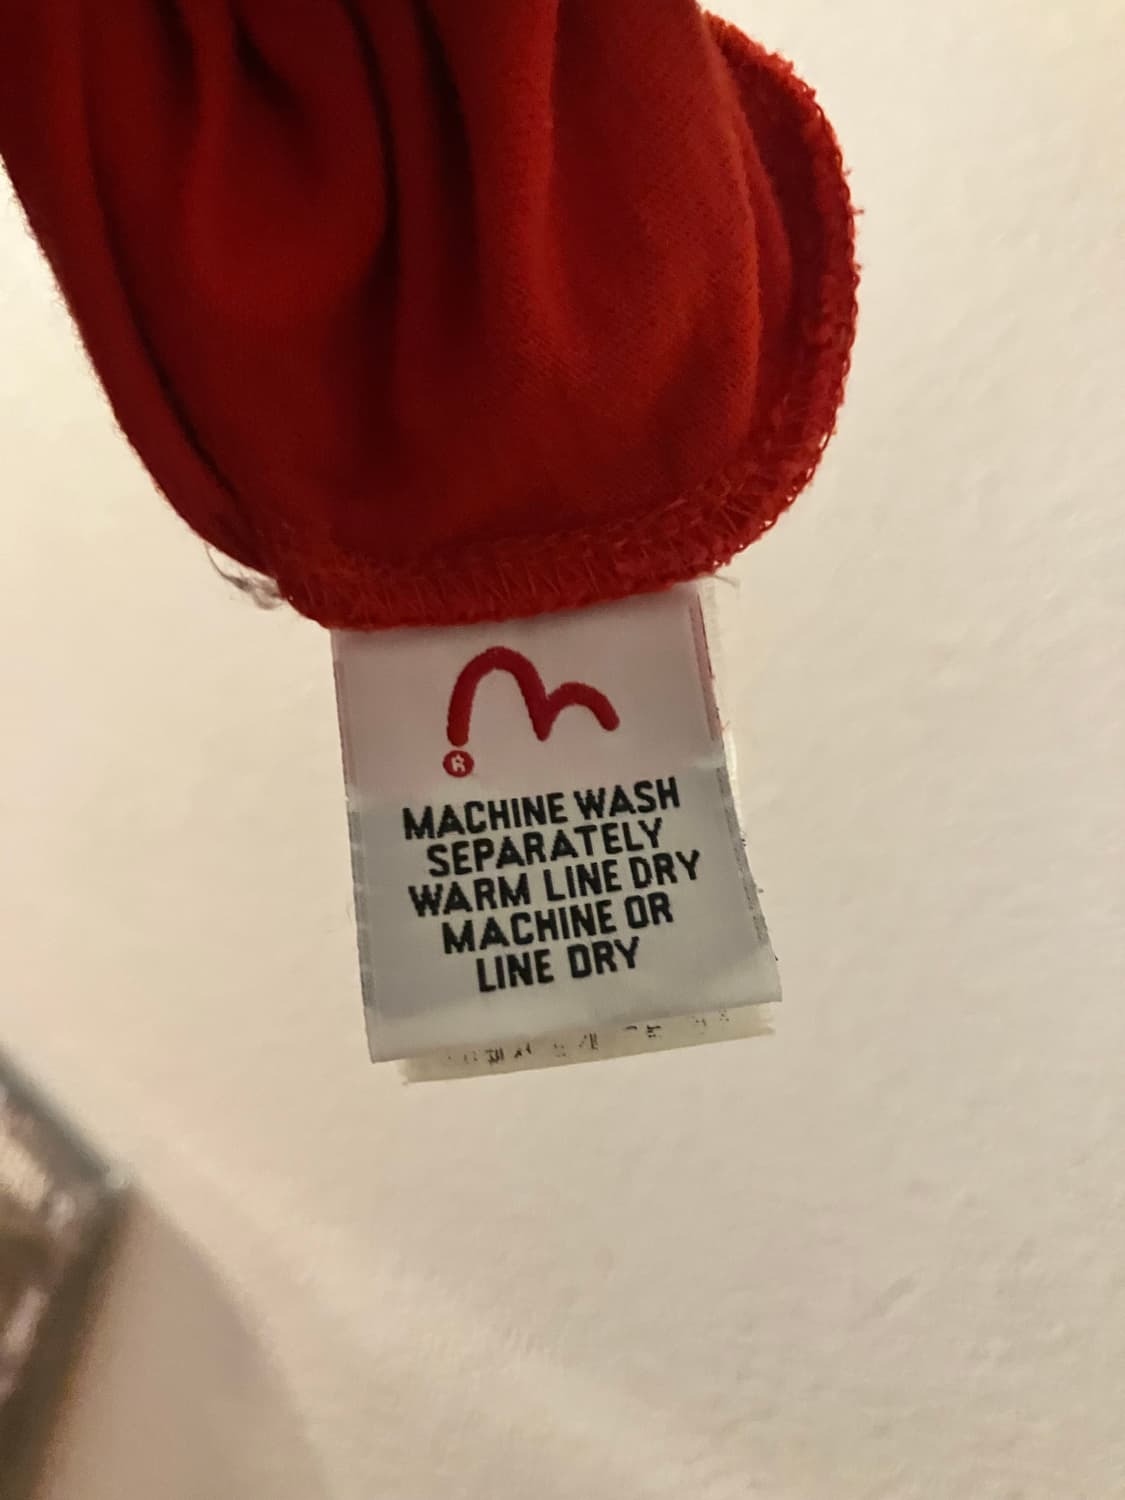 ®
MACHINE WASH
SEPARATELY
WARM LINE DRY
MACHINE OR
LINE DRY